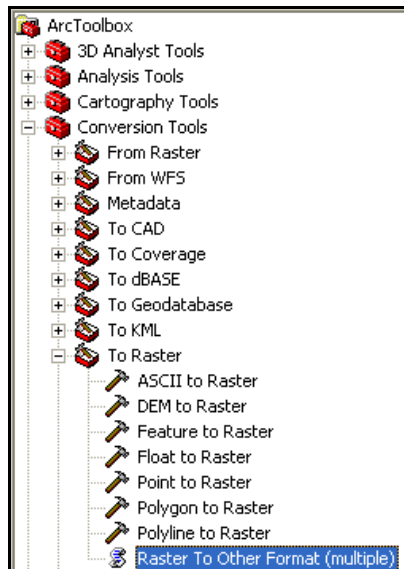 ArcToolbox
3D Analyst Tools
Analysis Tools
Cartography Tools
Conversion Tools
From Raster
From WFS
Metadata
To CAD
To Coverage
To dBASE
To Geodatabase
To KML
To Raster
ASCII to Raster
DEM to Raster
Feature to Raster
Float to Raster
Point to Raster
Polygon to Raster
Polyline to Raster
Raster To Other Format (multiple)